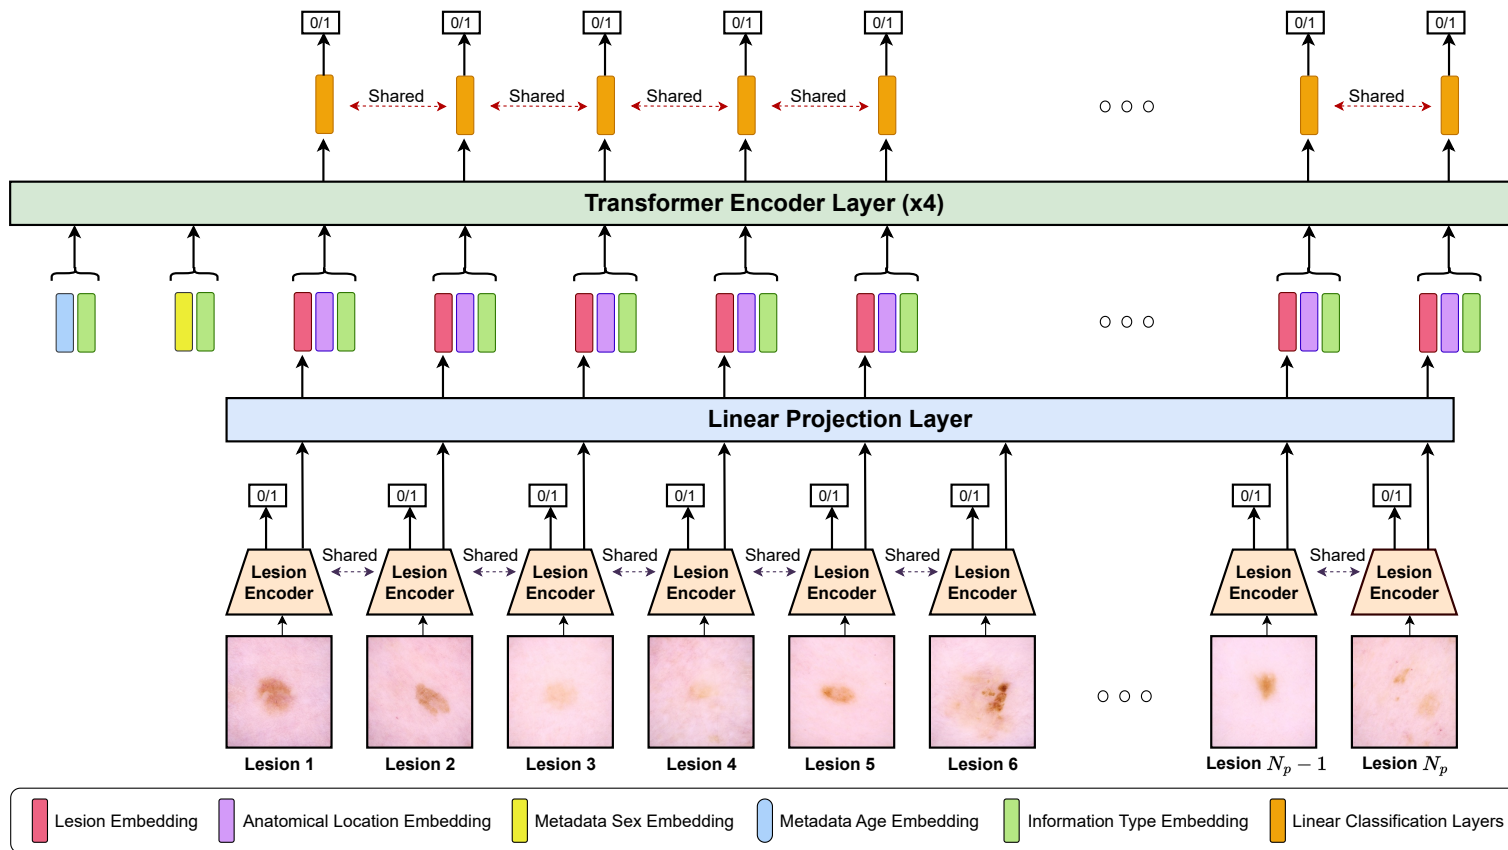 0/1 0/1 0/1 0/1 0/1 0/1 0/1
Shared Shared Shared Shared Shared
Transformer Encoder Layer (x4)
Linear Projection Layer
0/1 0/1 0/1 0/1 0/1 0/1 0/1 0/1
Shared Shared Shared Shared Shared Shared
Lesion Encoder
Lesion Encoder
Lesion Encoder
Lesion Encoder
Lesion Encoder
Lesion Encoder
Lesion Encoder
Lesion Encoder
Lesion 1 Lesion 2 Lesion 3 Lesion 4 Lesion 5 Lesion 6 Lesion $N_p - 1$ Lesion $N_p$
Lesion Embedding Anatomical Location Embedding Metadata Sex Embedding Metadata Age Embedding Information Type Embedding Linear Classification Layers